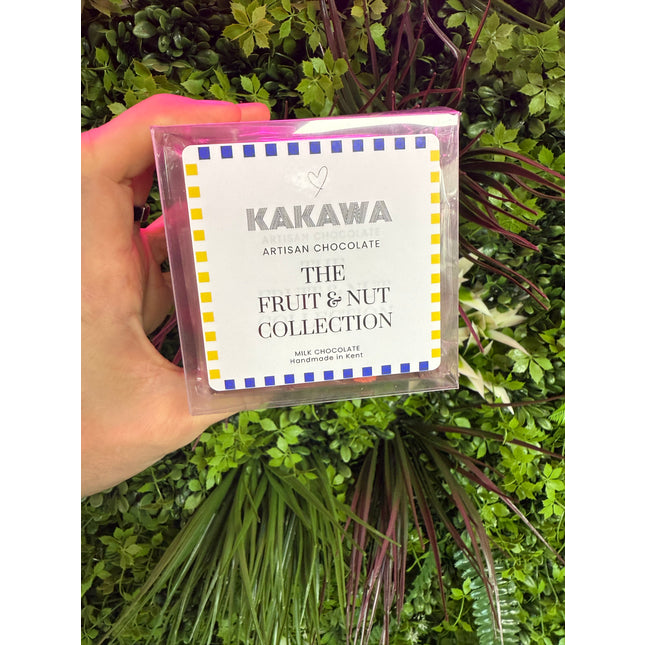 KAKAWA
ARTISAN CHOCOLATE
THE
FRUIT & NUT
COLLECTION
MILK CHOCOLATE
Handmade in Kent